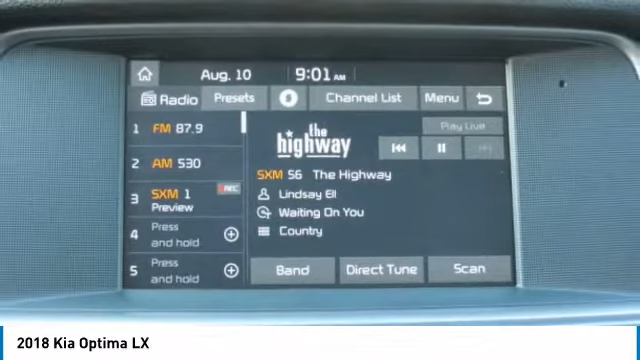 Aug. 10 9:01 AM
Radio Presets Channel List Menu
1 FM 87.9
Play Live
the highway
2 AM 530
SXM 56 The Highway
3 SXM 1 REC
Preview
Lindsay Ell
Waiting On You
4 Press and hold
Country
5 Press and hold
Band Direct Tune Scan
2018 Kia Optima LX